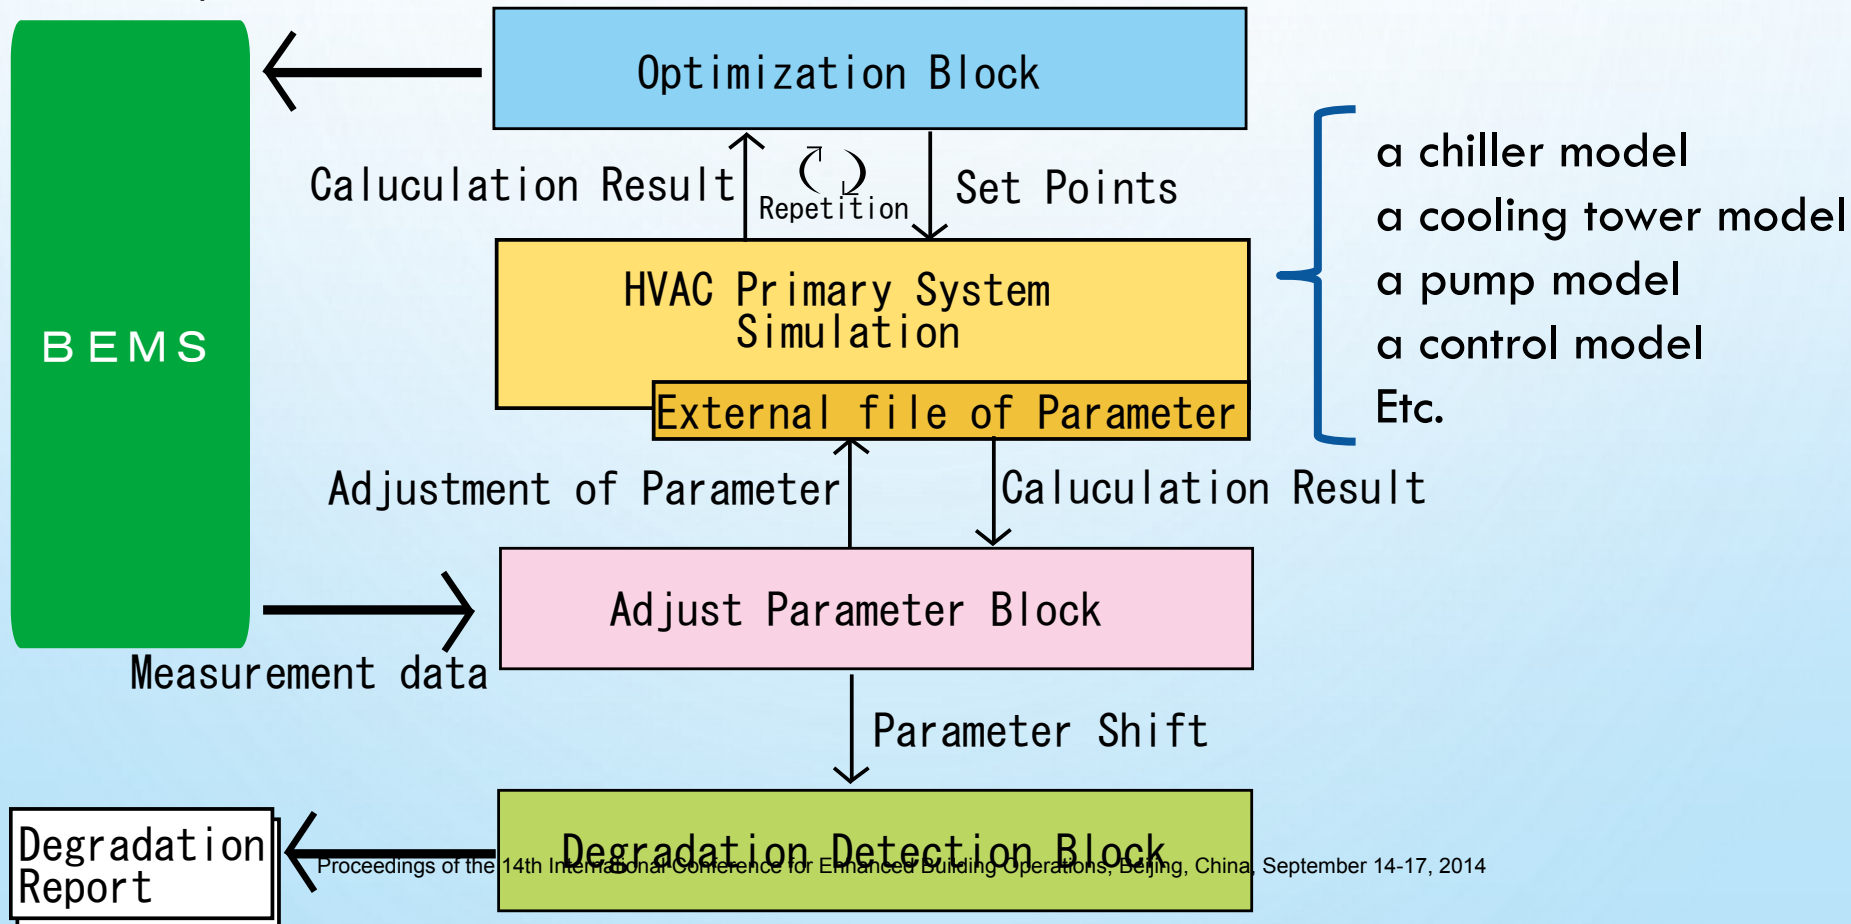 Optimization Block
Caluculation Result
Repetition
Set Points
a chiller model
a cooling tower model
a pump model
a control model
Etc.
HVAC Primary System
Simulation
BEMS
External file of Parameter
Adjustment of Parameter
Caluculation Result
Adjust Parameter Block
Measurement data
Parameter Shift
Degradation Detection Block
Degradation
Report
Proceedings of the 14th International Conference for Enhanced Building Operations, Beijing, China, September 14-17, 2014